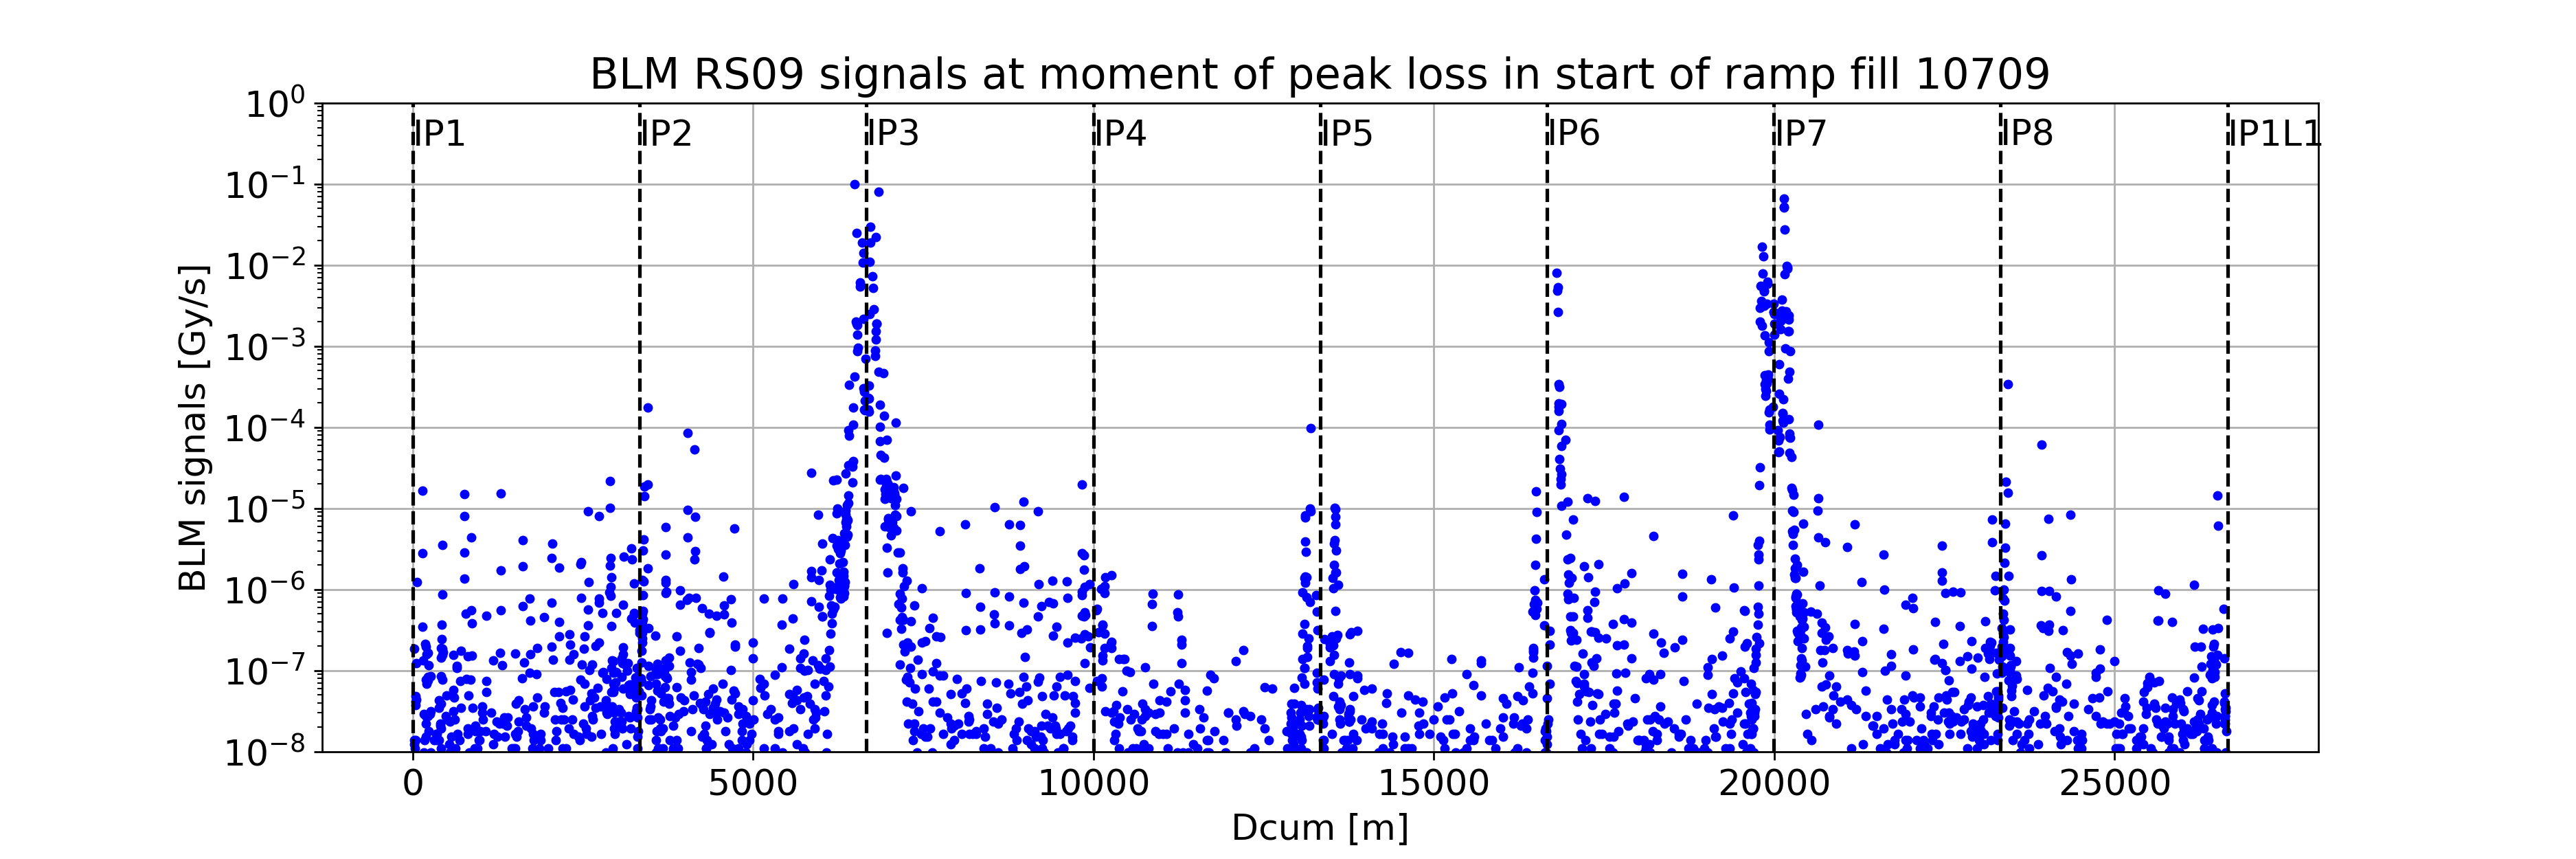 BLM RS09 signals at moment of peak loss in start of ramp fill 10709
10⁰
IP1 IP2 IP3 IP4 IP5 IP6 IP7 IP8 IP1L1
10⁻¹
10⁻²
10⁻³
10⁻⁴
10⁻⁵
10⁻⁶
10⁻⁷
10⁻⁸
BLM signals [Gy/s]
0 5000 10000 15000 20000 25000
Dcum [m]